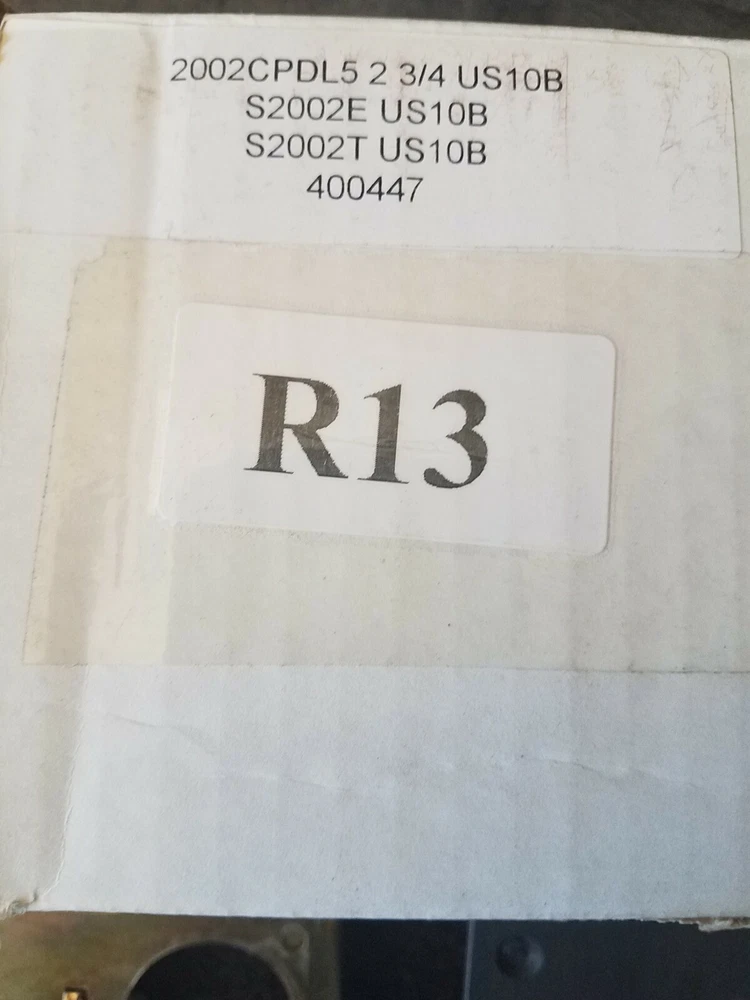 2002CPDL5 2 3/4 US10B
S2002E US10B
S2002T US10B
400447
R13